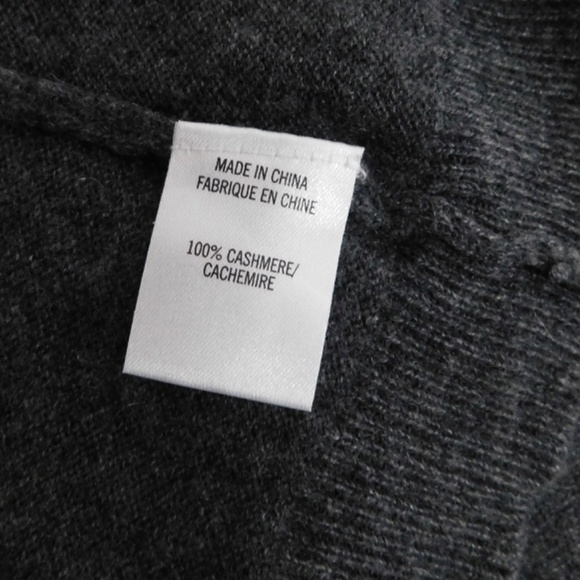 MADE IN CHINA
FABRIQUE EN CHINE
100% CASHMERE/
CACHEMIRE